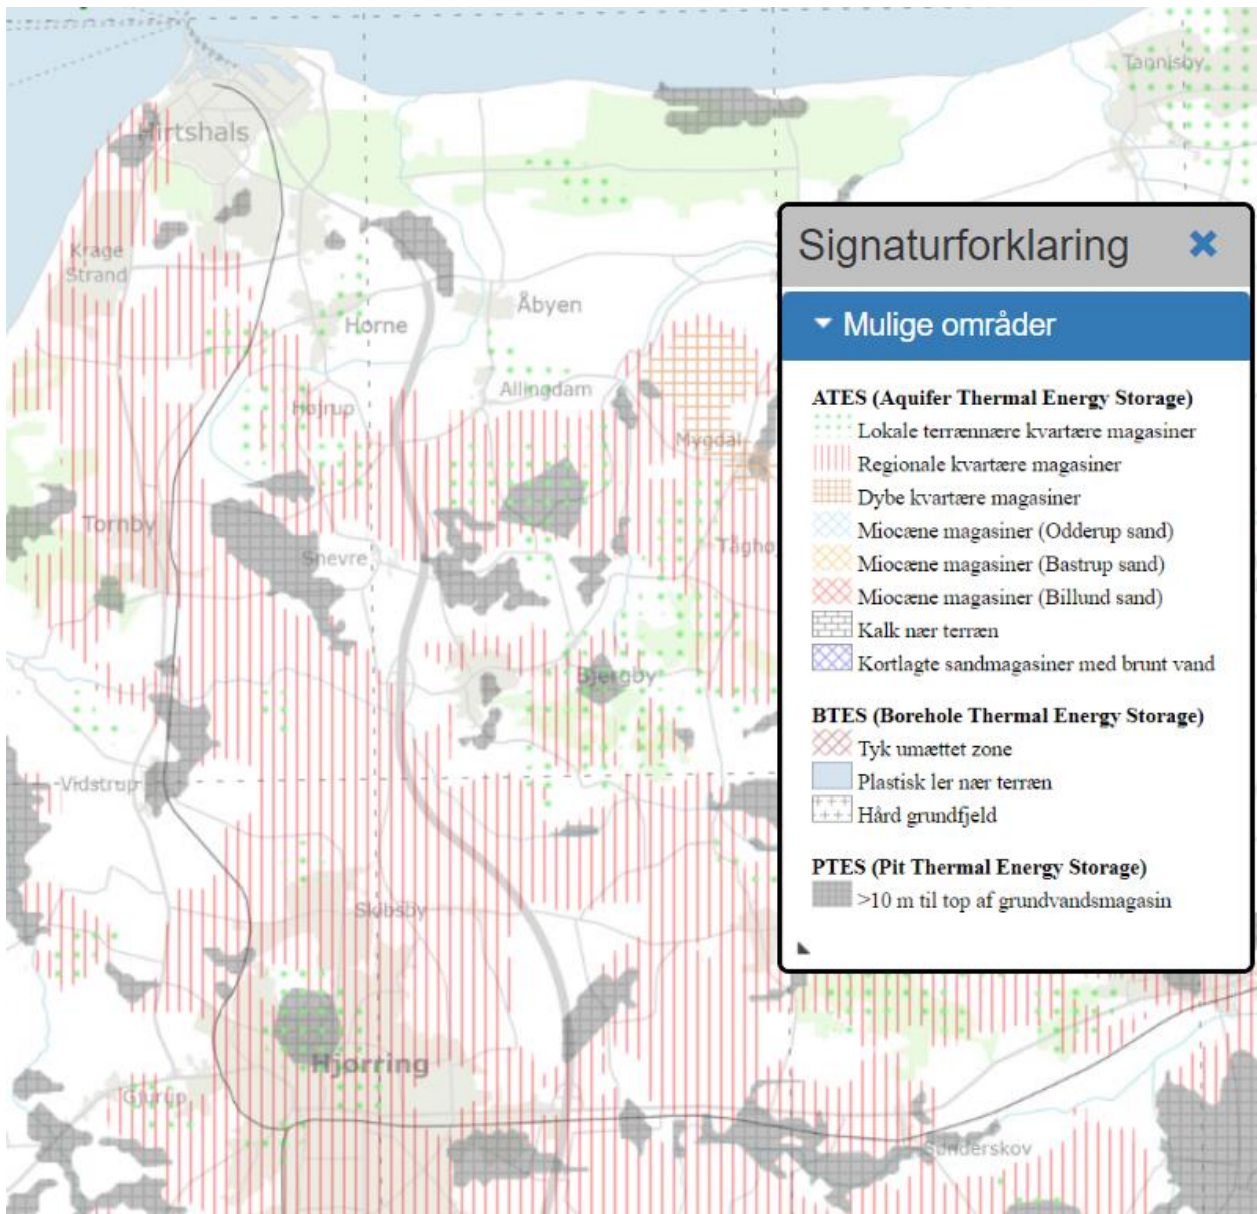 Tannisby
Hirtshals
Krage
Strand
Åbyen
Horne
Allingdam
Højrup
Mygdal
Tornby
Snevre
Tågho
Bjergby
Vidstrup
Skibsby
Hjørring
Gjurup
Sønderskov
Signaturforklaring
Mulige områder
ATES (Aquifer Thermal Energy Storage)
Lokale terrænnære kvartære magasiner
Regionale kvartære magasiner
Dybe kvartære magasiner
Miocæne magasiner (Odderup sand)
Miocæne magasiner (Bastrup sand)
Miocæne magasiner (Billund sand)
Kalk nær terræn
Kortlagte sandmagasiner med brunt vand
BTES (Borehole Thermal Energy Storage)
Tyk umættet zone
Plastisk ler nær terræn
Hård grundfjeld
PTES (Pit Thermal Energy Storage)
>10 m til top af grundvandsmagasin